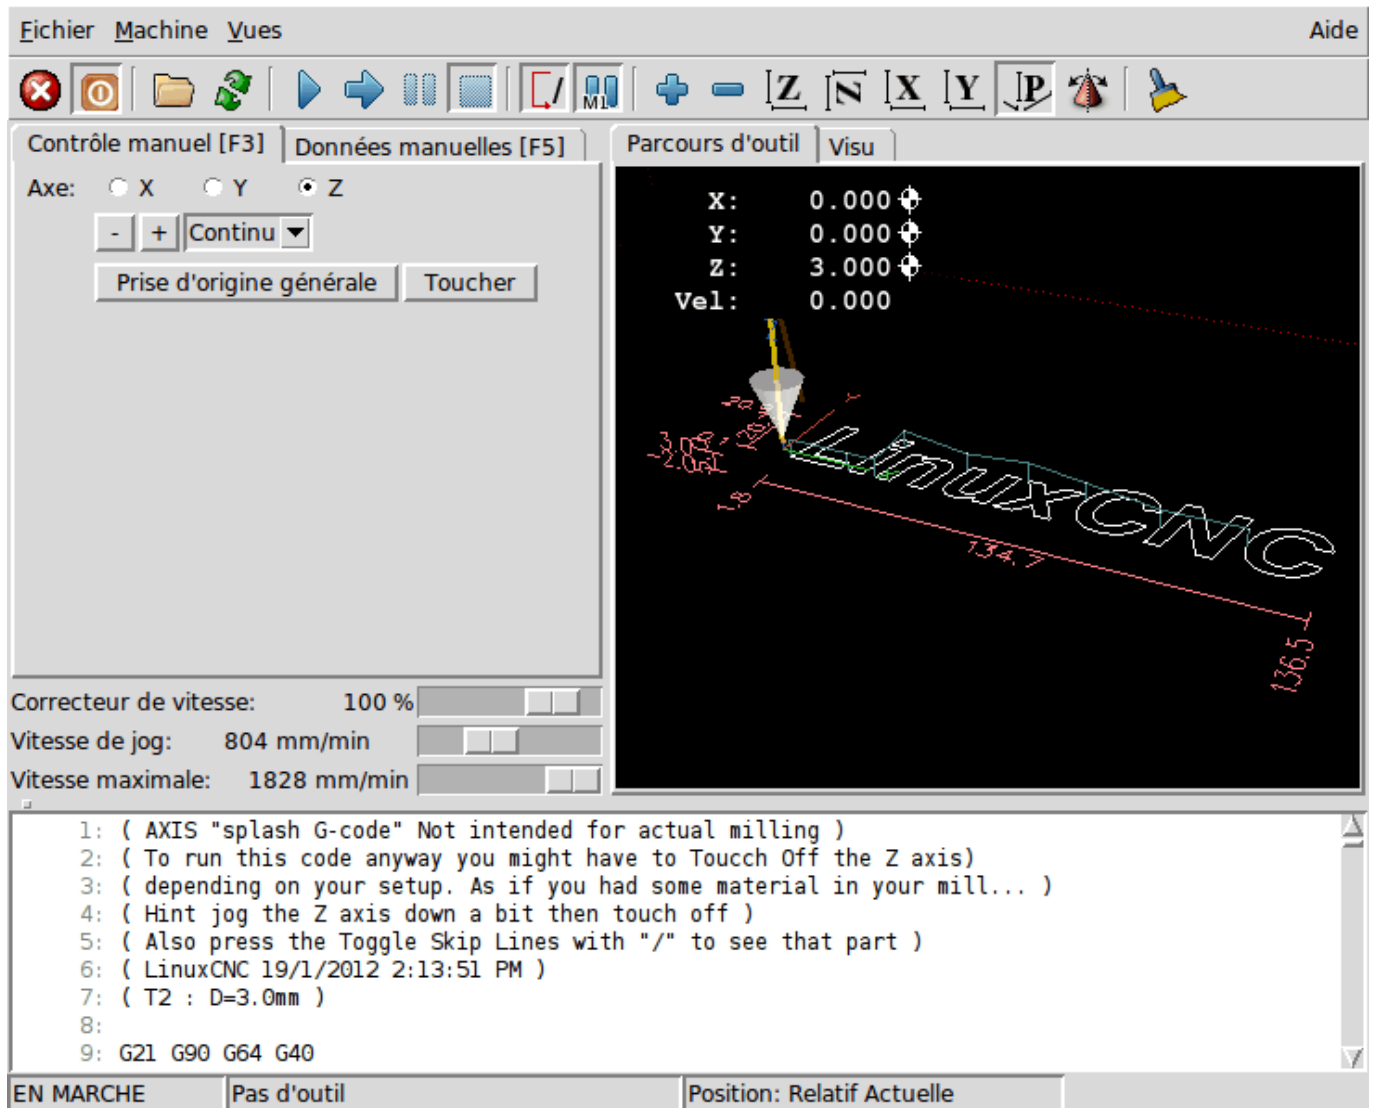 Fichier Machine Vues Aide
M1 Z N X Y P
Contrôle manuel [F3] Données manuelles [F5] Parcours d'outil Visu
Axe: X Y Z
- + Continu
Prise d'origine générale Toucher
X: 0.000
Y: 0.000
Z: 3.000
Vel: 0.000
LinuxCNC
1.8
134.7
136.5
Correcteur de vitesse: 100 %
Vitesse de jog: 804 mm/min
Vitesse maximale: 1828 mm/min
1: ( AXIS "splash G-code" Not intended for actual milling )
2: ( To run this code anyway you might have to Toucch Off the Z axis)
3: ( depending on your setup. As if you had some material in your mill... )
4: ( Hint jog the Z axis down a bit then touch off )
5: ( Also press the Toggle Skip Lines with "/" to see that part )
6: ( LinuxCNC 19/1/2012 2:13:51 PM )
7: ( T2 : D=3.0mm )
8:
9: G21 G90 G64 G40
EN MARCHE Pas d'outil Position: Relatif Actuelle